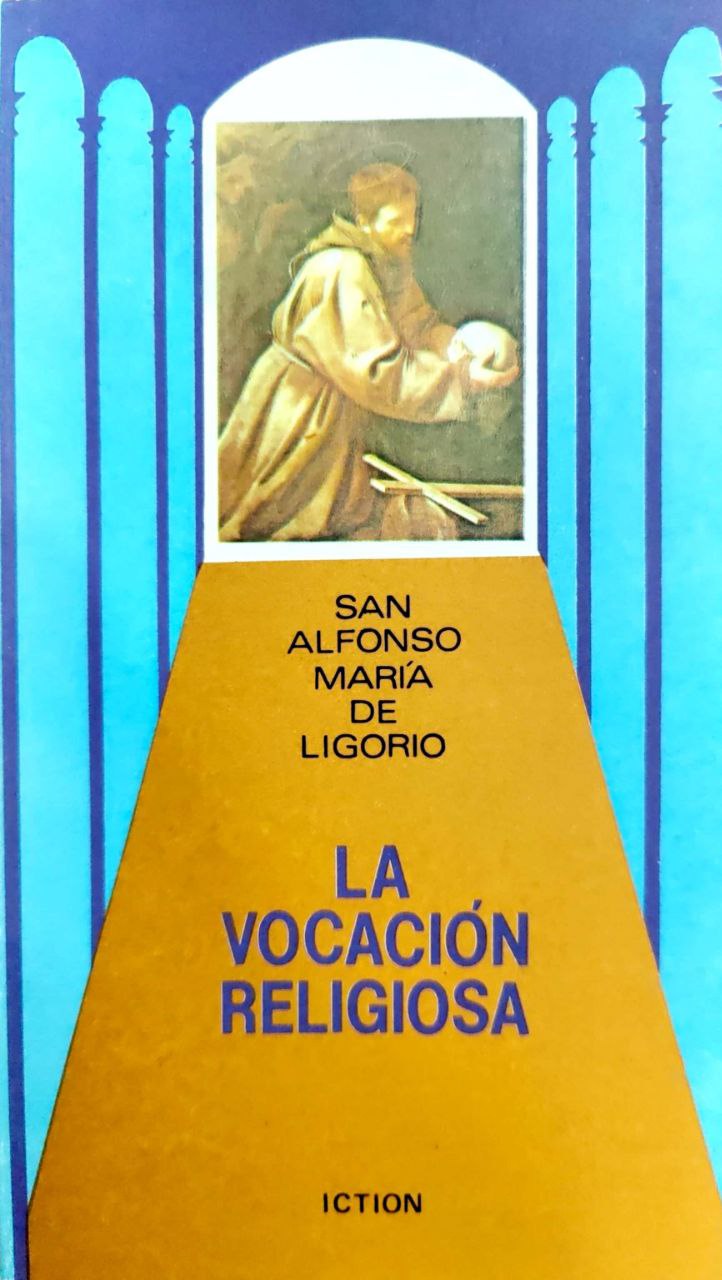 SAN
ALFONSO
MARÍA
DE
LIGORIO
LA
VOCACIÓN
RELIGIOSA
ICTION